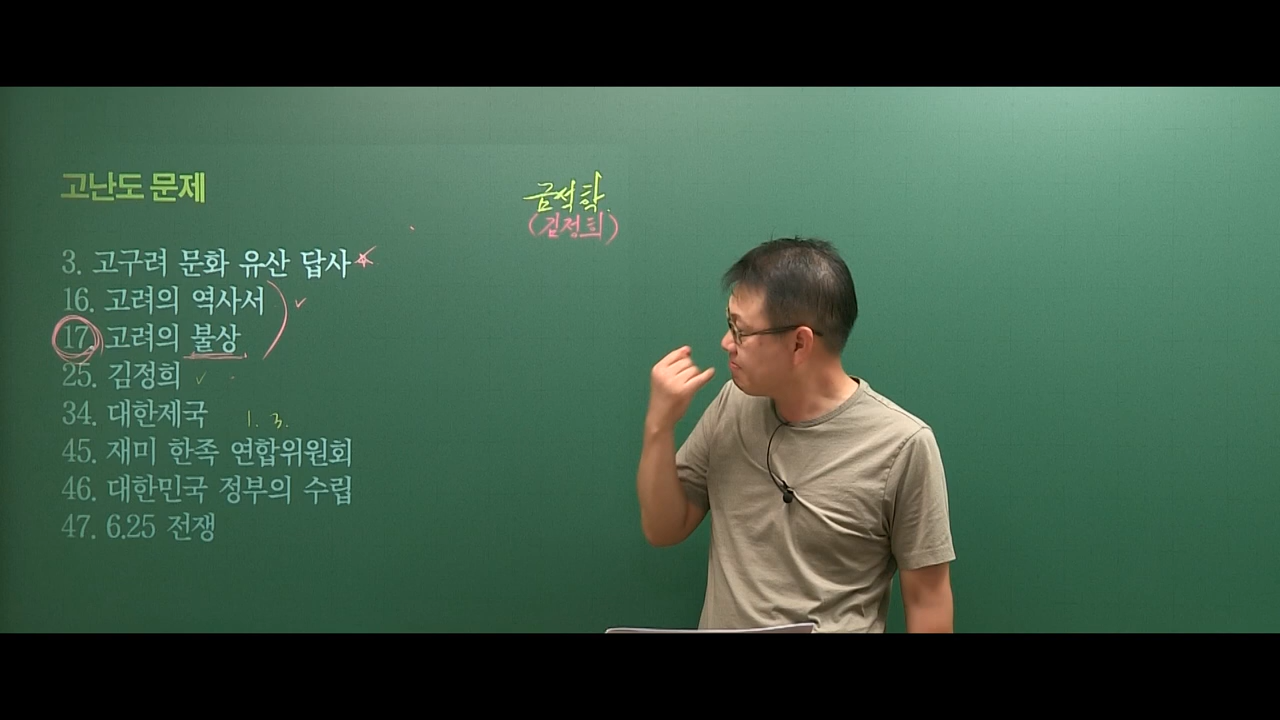 고난도 문제
3. 고구려 문화 유산 답사
16. 고려의 역사서
17. 고려의 불상
25. 김정희
34. 대한제국 1. 3.
45. 재미 한족 연합위원회
46. 대한민국 정부의 수립
47. 6.25 전쟁
금석학
(김정희)